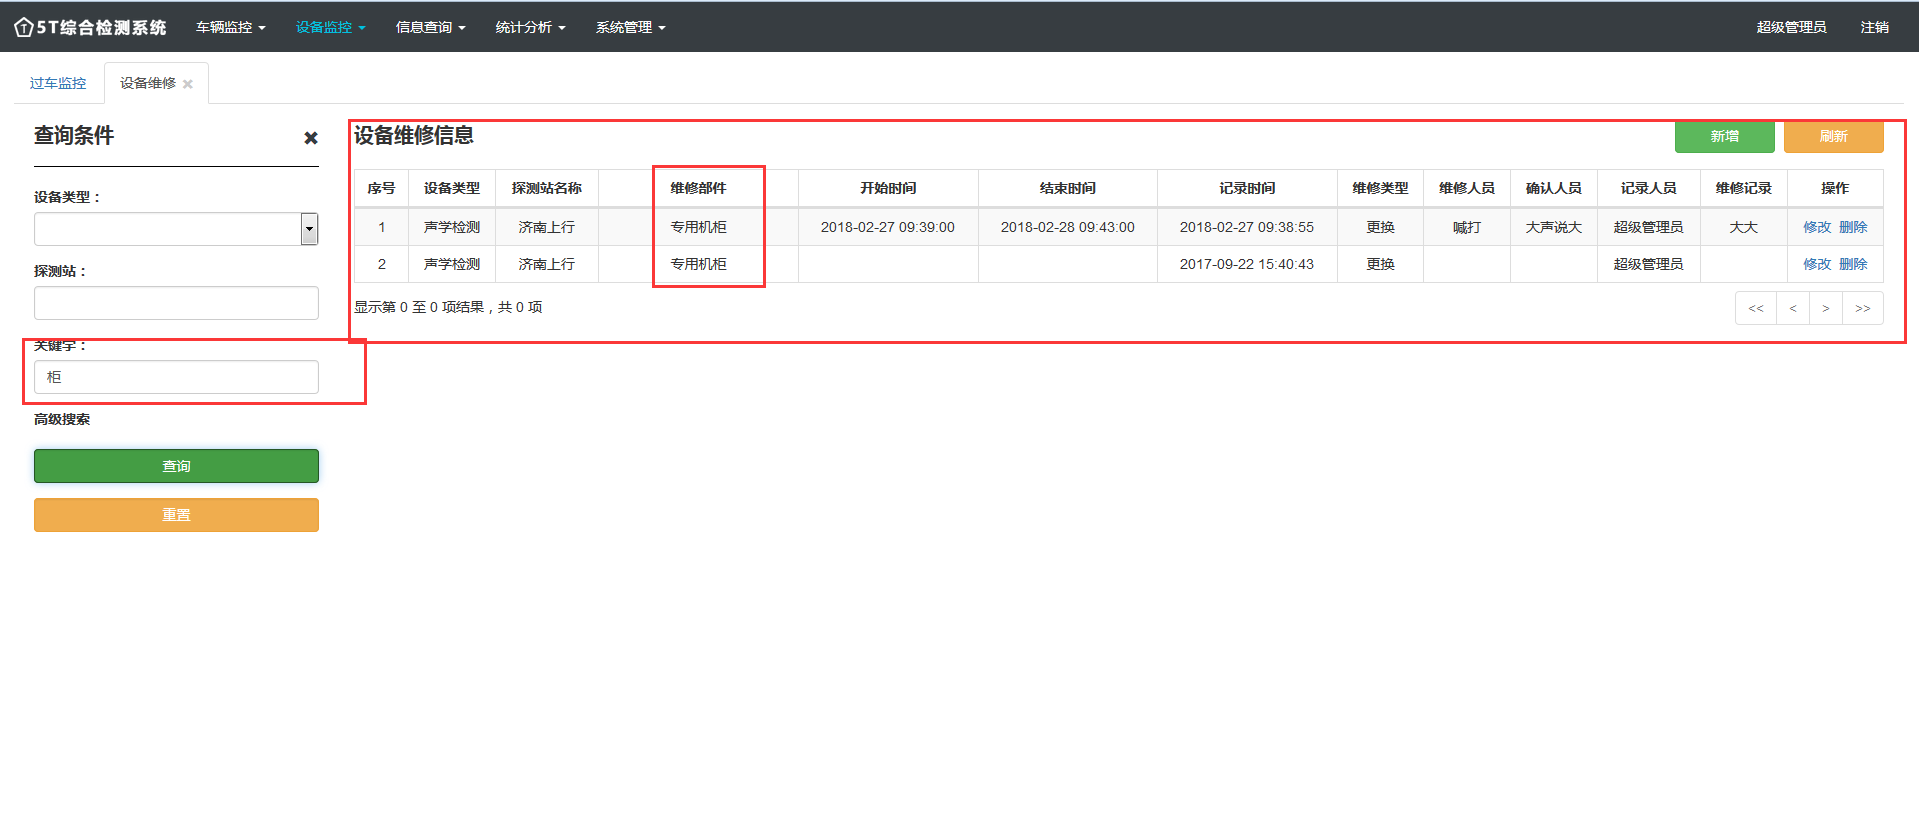 5T综合检测系统 车辆监控 设备监控 信息查询 统计分析 系统管理 超级管理员 注销
过车监控 设备维修
查询条件
设备类型：
探测站：
关键字：
柜
高级搜索
查询
重置
设备维修信息 新增 刷新
序号 设备类型 探测站名称 维修部件 开始时间 结束时间 记录时间 维修类型 维修人员 确认人员 记录人员 维修记录 操作
1 声学检测 济南上行 专用机柜 2018-02-27 09:39:00 2018-02-28 09:43:00 2018-02-27 09:38:55 更换 喊打 大声说大 超级管理员 大大 修改 删除
2 声学检测 济南上行 专用机柜 2017-09-22 15:40:43 更换 超级管理员 修改 删除
显示第 0 至 0 项结果，共 0 项 << < > >>